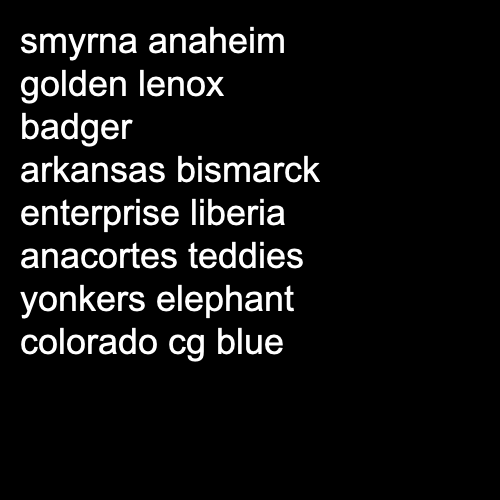 smyrna anaheim
golden lenox
badger
arkansas bismarck
enterprise liberia
anacortes teddies
yonkers elephant
colorado cg blue